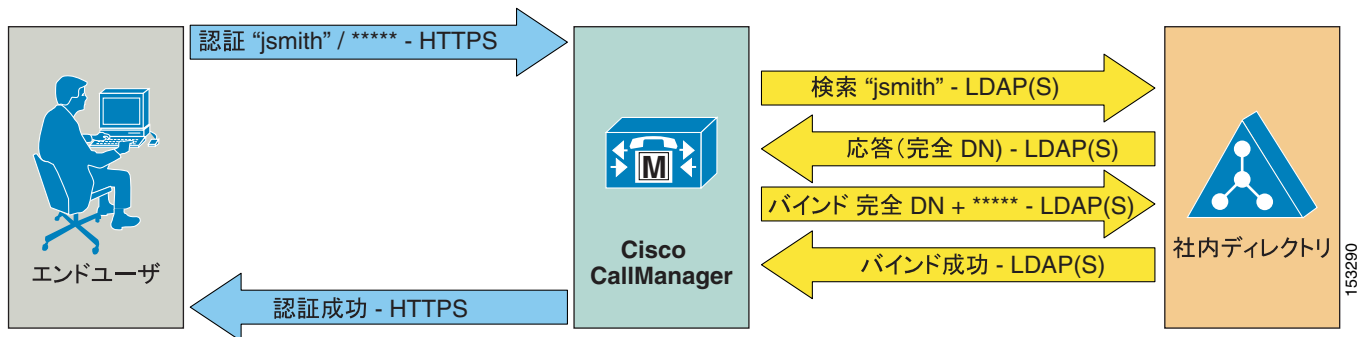 認証 “jsmith” / ***** - HTTPS
検索 “jsmith” - LDAP(S)
応答（完全 DN） - LDAP(S)
M
バインド 完全 DN + ***** - LDAP(S)
Cisco
CallManager
バインド成功 - LDAP(S)
エンドユーザ
社内ディレクトリ
認証成功 - HTTPS
153290